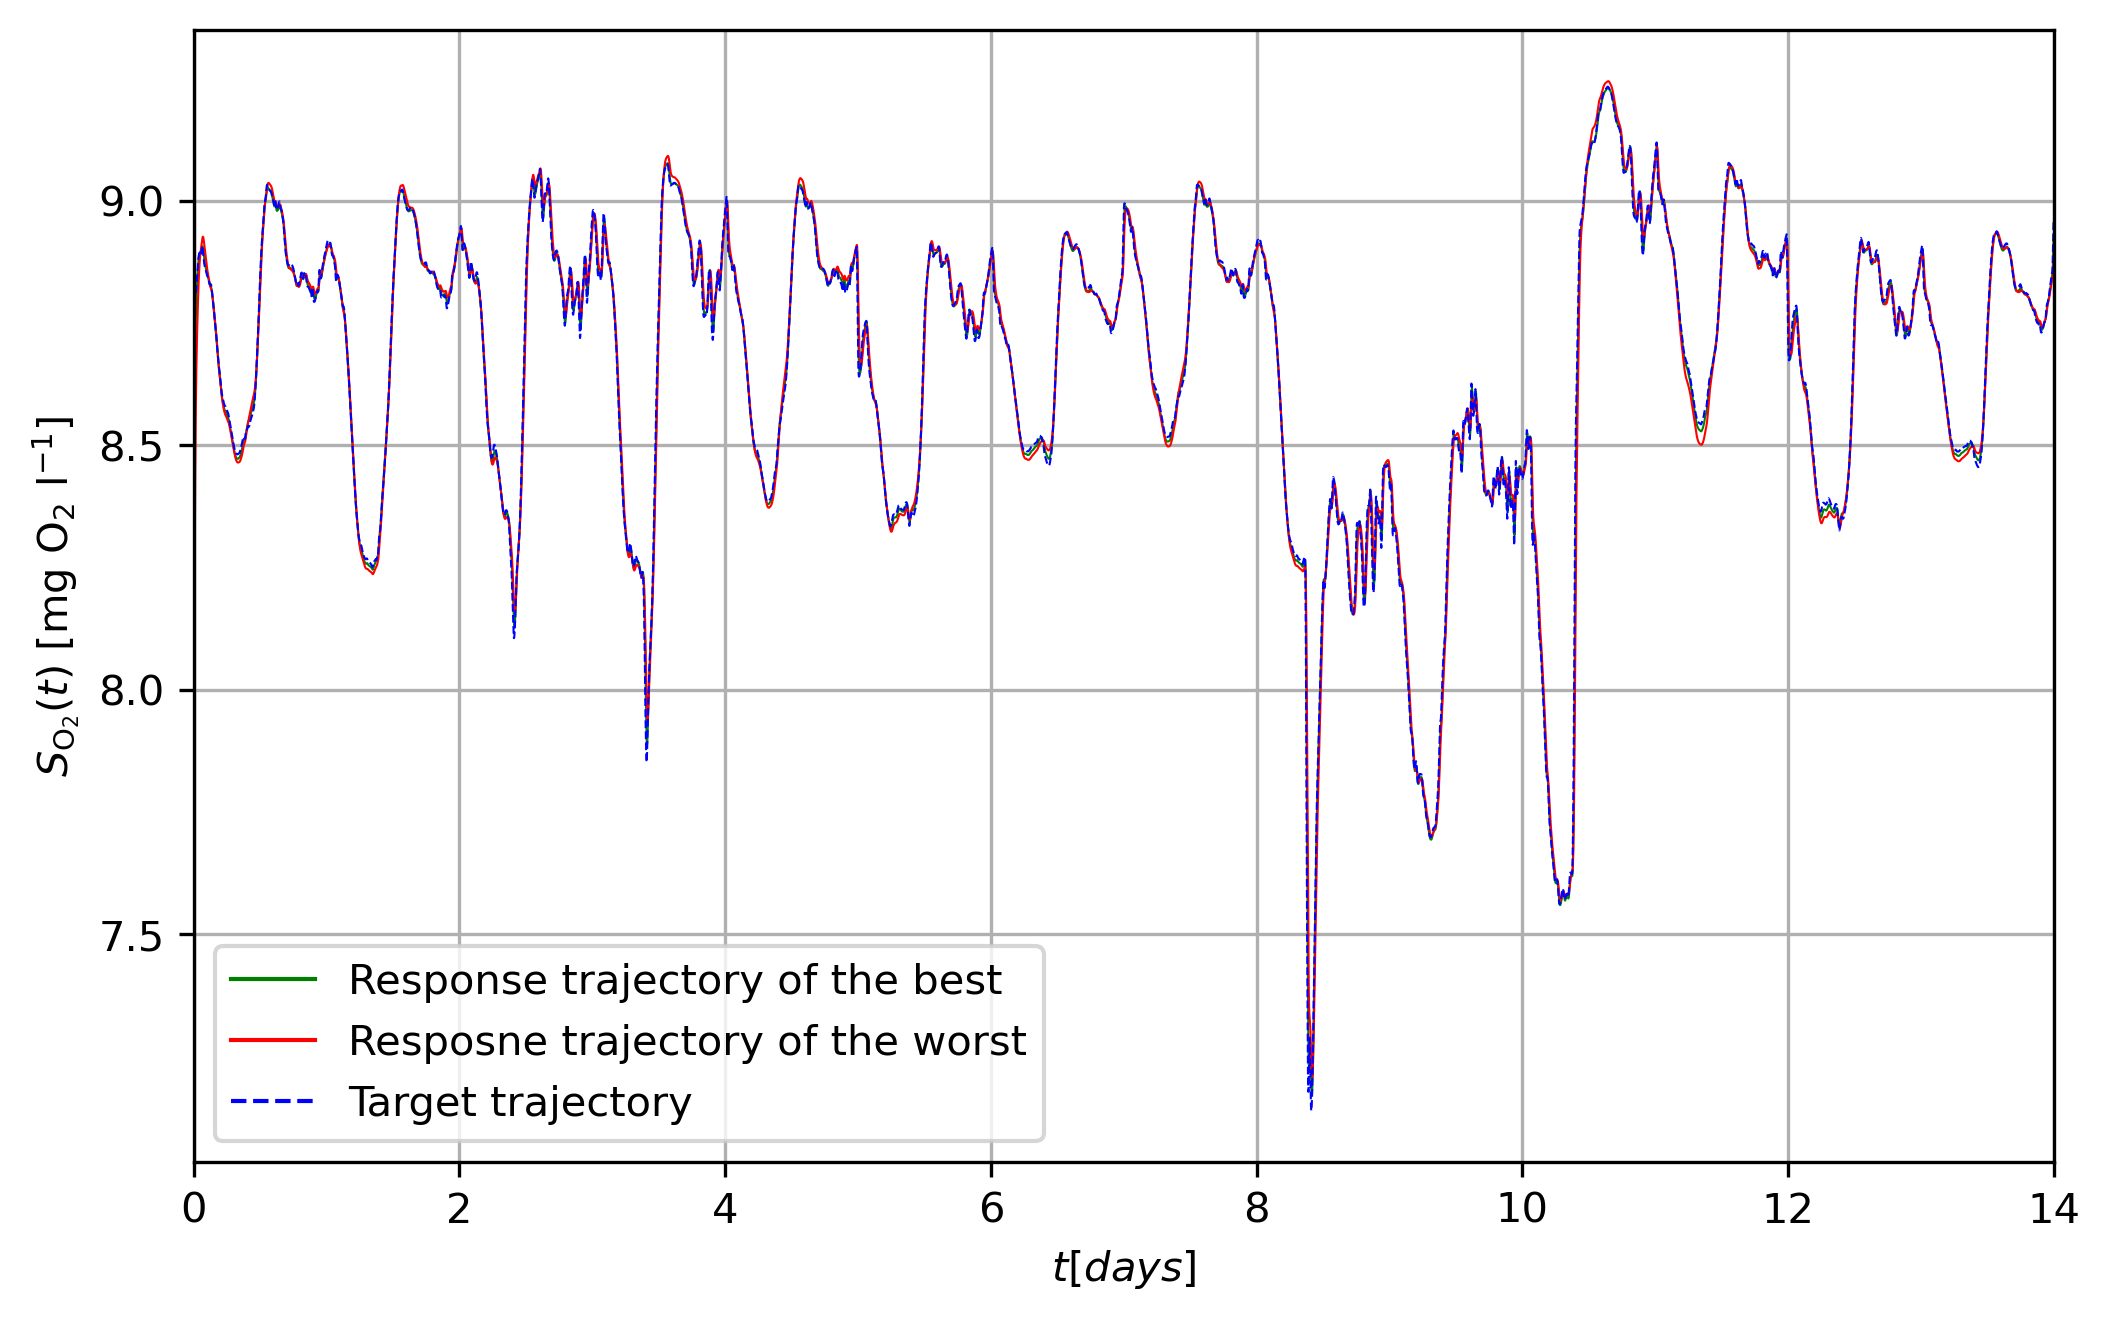 9.0
8.5
8.0
7.5
S_{O_2}(t) [mg O_2 l^{-1}]
Response trajectory of the best
Resposne trajectory of the worst
Target trajectory
0 2 4 6 8 10 12 14
t[days]